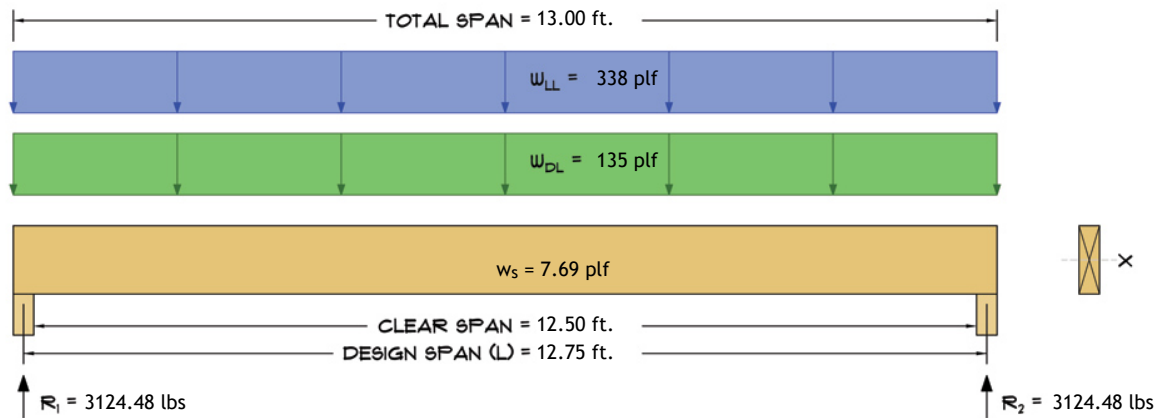 TOTAL SPAN = 13.00 ft.
WLL = 338 plf
WDL = 135 plf
ws = 7.69 plf
X
CLEAR SPAN = 12.50 ft.
DESIGN SPAN (L) = 12.75 ft.
R1 = 3124.48 lbs
R2 = 3124.48 lbs